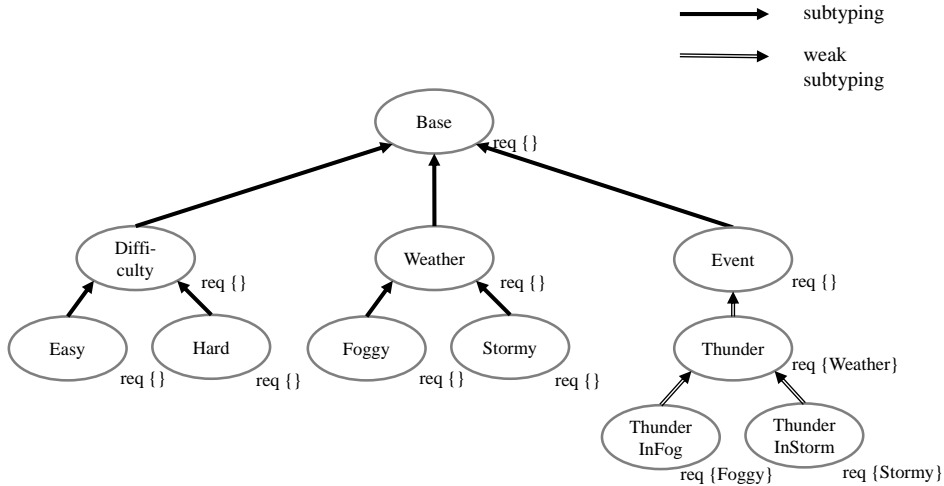 subtyping
weak
subtyping
Base
req {}
Diffi-
culty
req {}
Weather
req {}
Event
req {}
Easy
req {}
Hard
req {}
Foggy
req {}
Stormy
req {}
Thunder
req {Weather}
Thunder
InFog
req {Foggy}
Thunder
InStorm
req {Stormy}